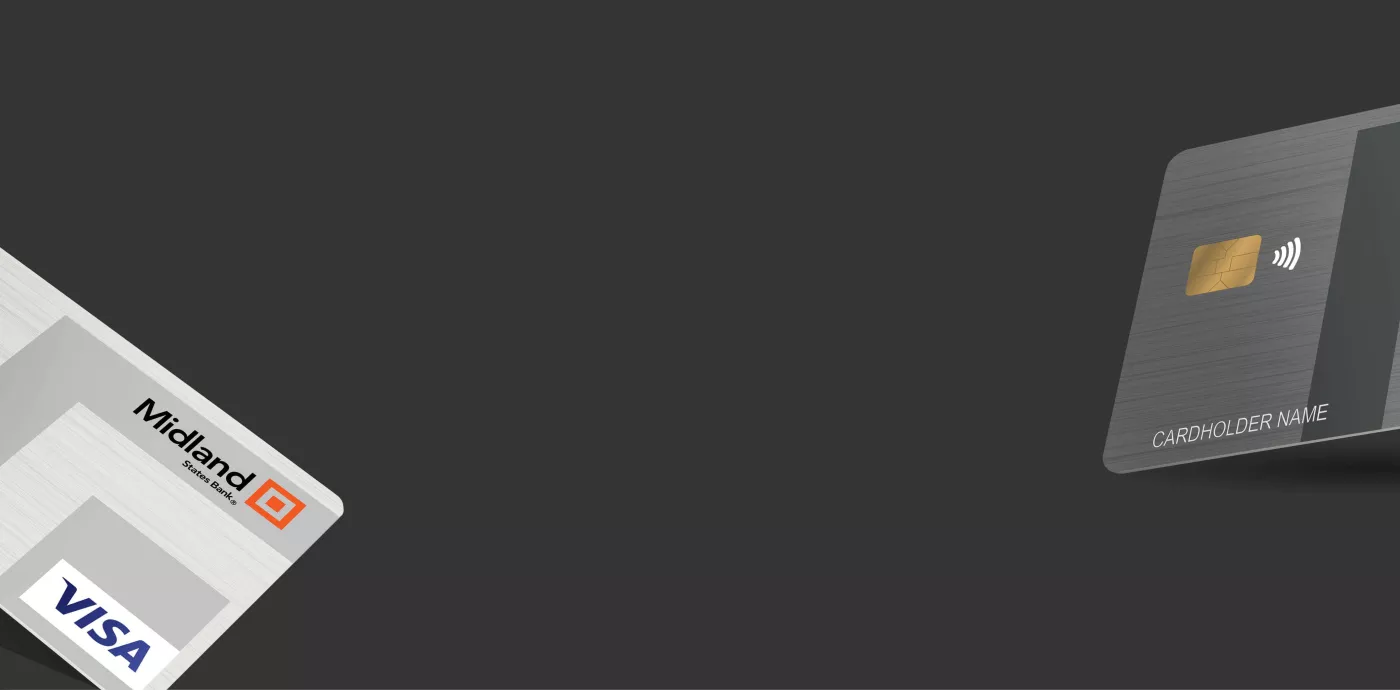 Midland
States Bank®
VISA
CARDHOLDER NAME